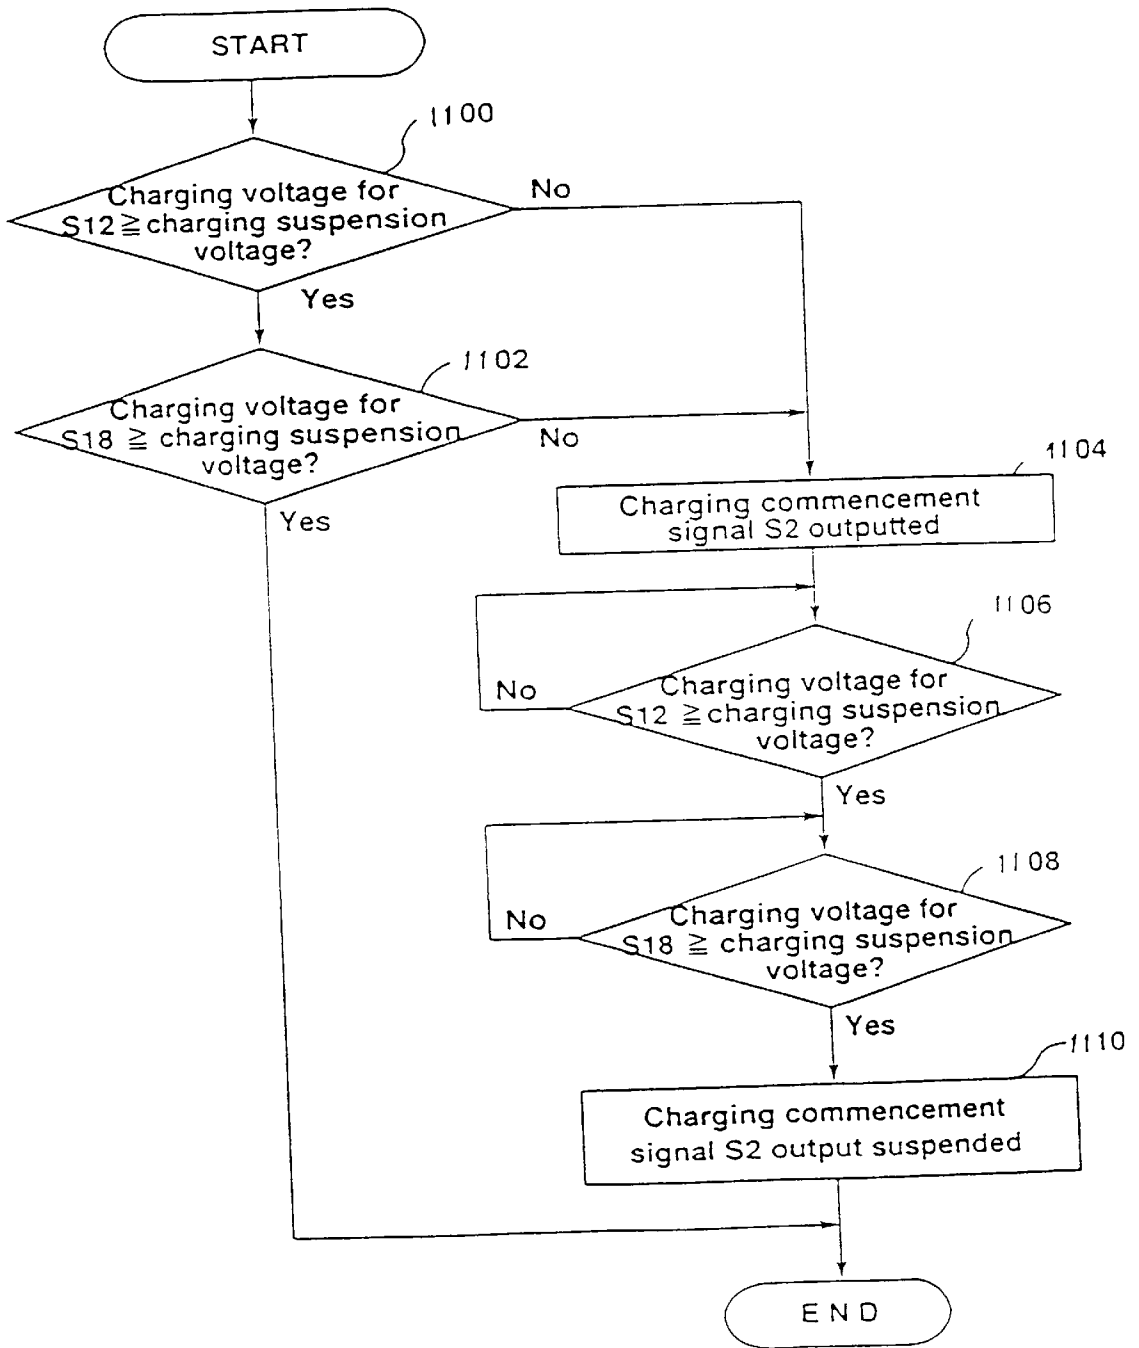 START
1100
Charging voltage for
S12 ≧ charging suspension
voltage?
No
Yes
1102
Charging voltage for
S18 ≧ charging suspension
voltage?
No
Yes
1104
Charging commencement
signal S2 outputted
1106
Charging voltage for
S12 ≧ charging suspension
voltage?
No
Yes
1108
Charging voltage for
S18 ≧ charging suspension
voltage?
No
Yes
1110
Charging commencement
signal S2 output suspended
END